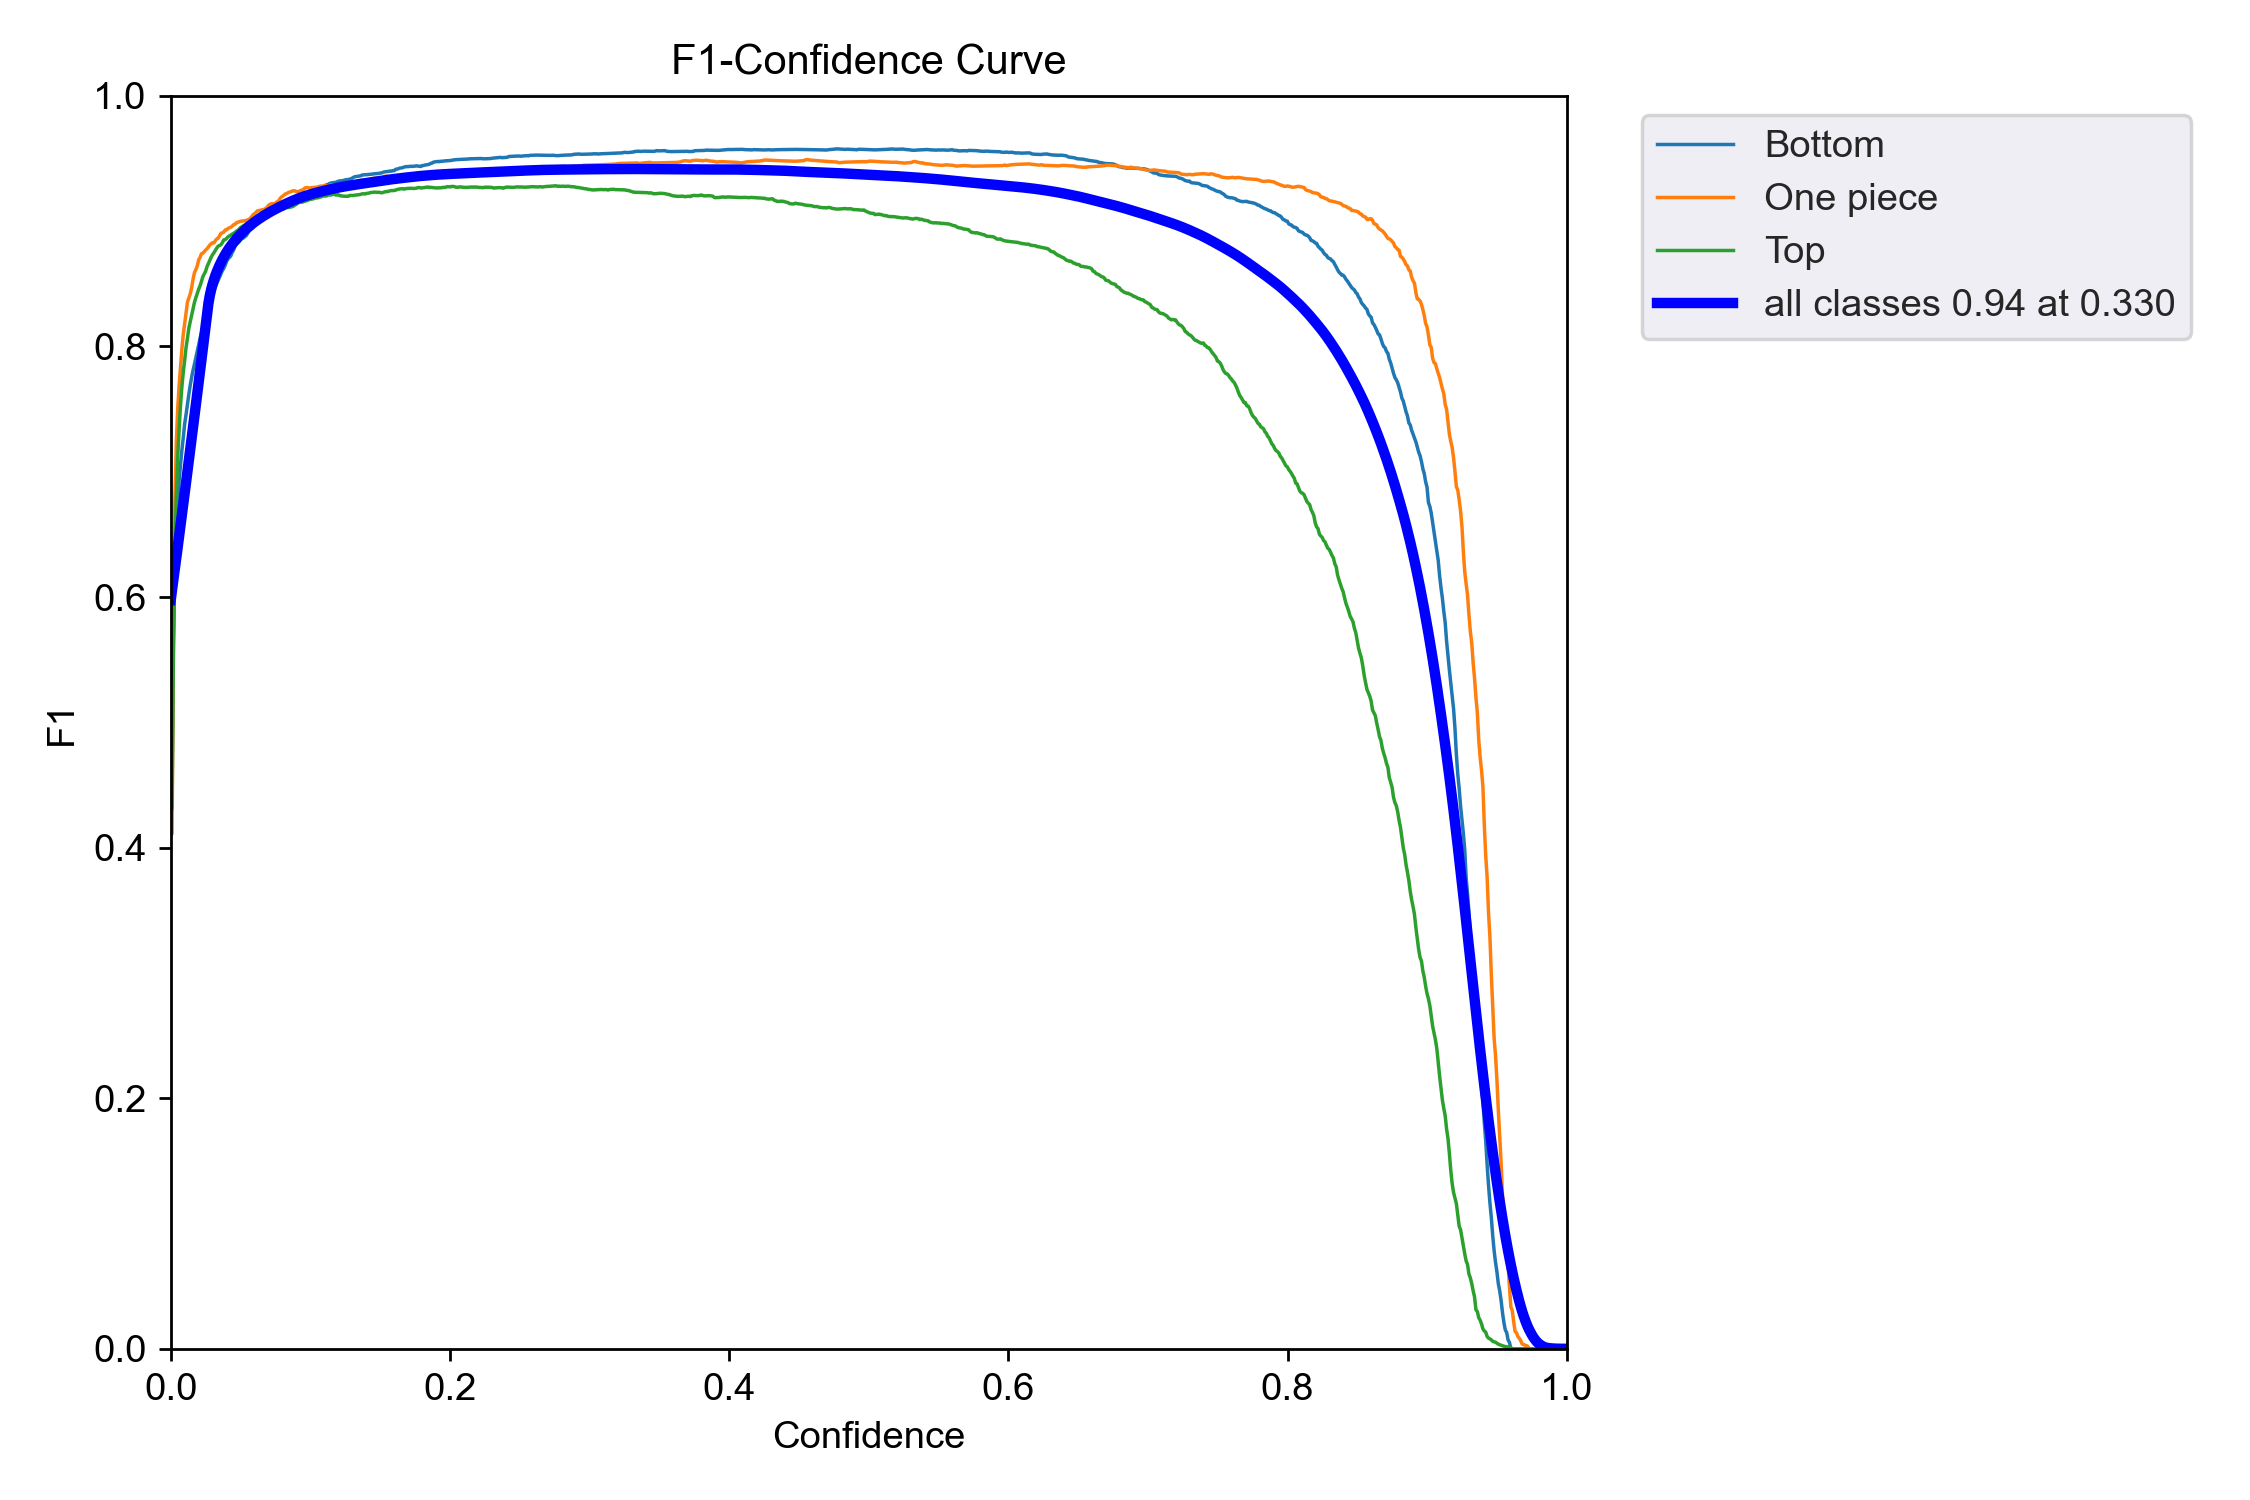 F1-Confidence Curve
1.0
0.8
0.6
0.4
0.2
0.0
F1
0.0 0.2 0.4 0.6 0.8 1.0
Confidence
Bottom
One piece
Top
all classes 0.94 at 0.330